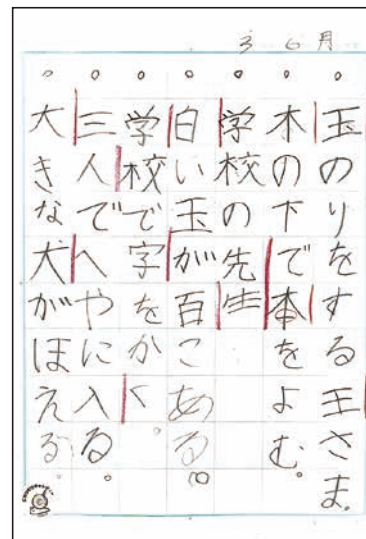 3 6月
○玉のりをする王さま。
○木の下で本をよむ。
○学校の先生
○白い玉が百こある。
○学校で字をかく。
○三人でへやに入る。
○大きな犬がほえる。